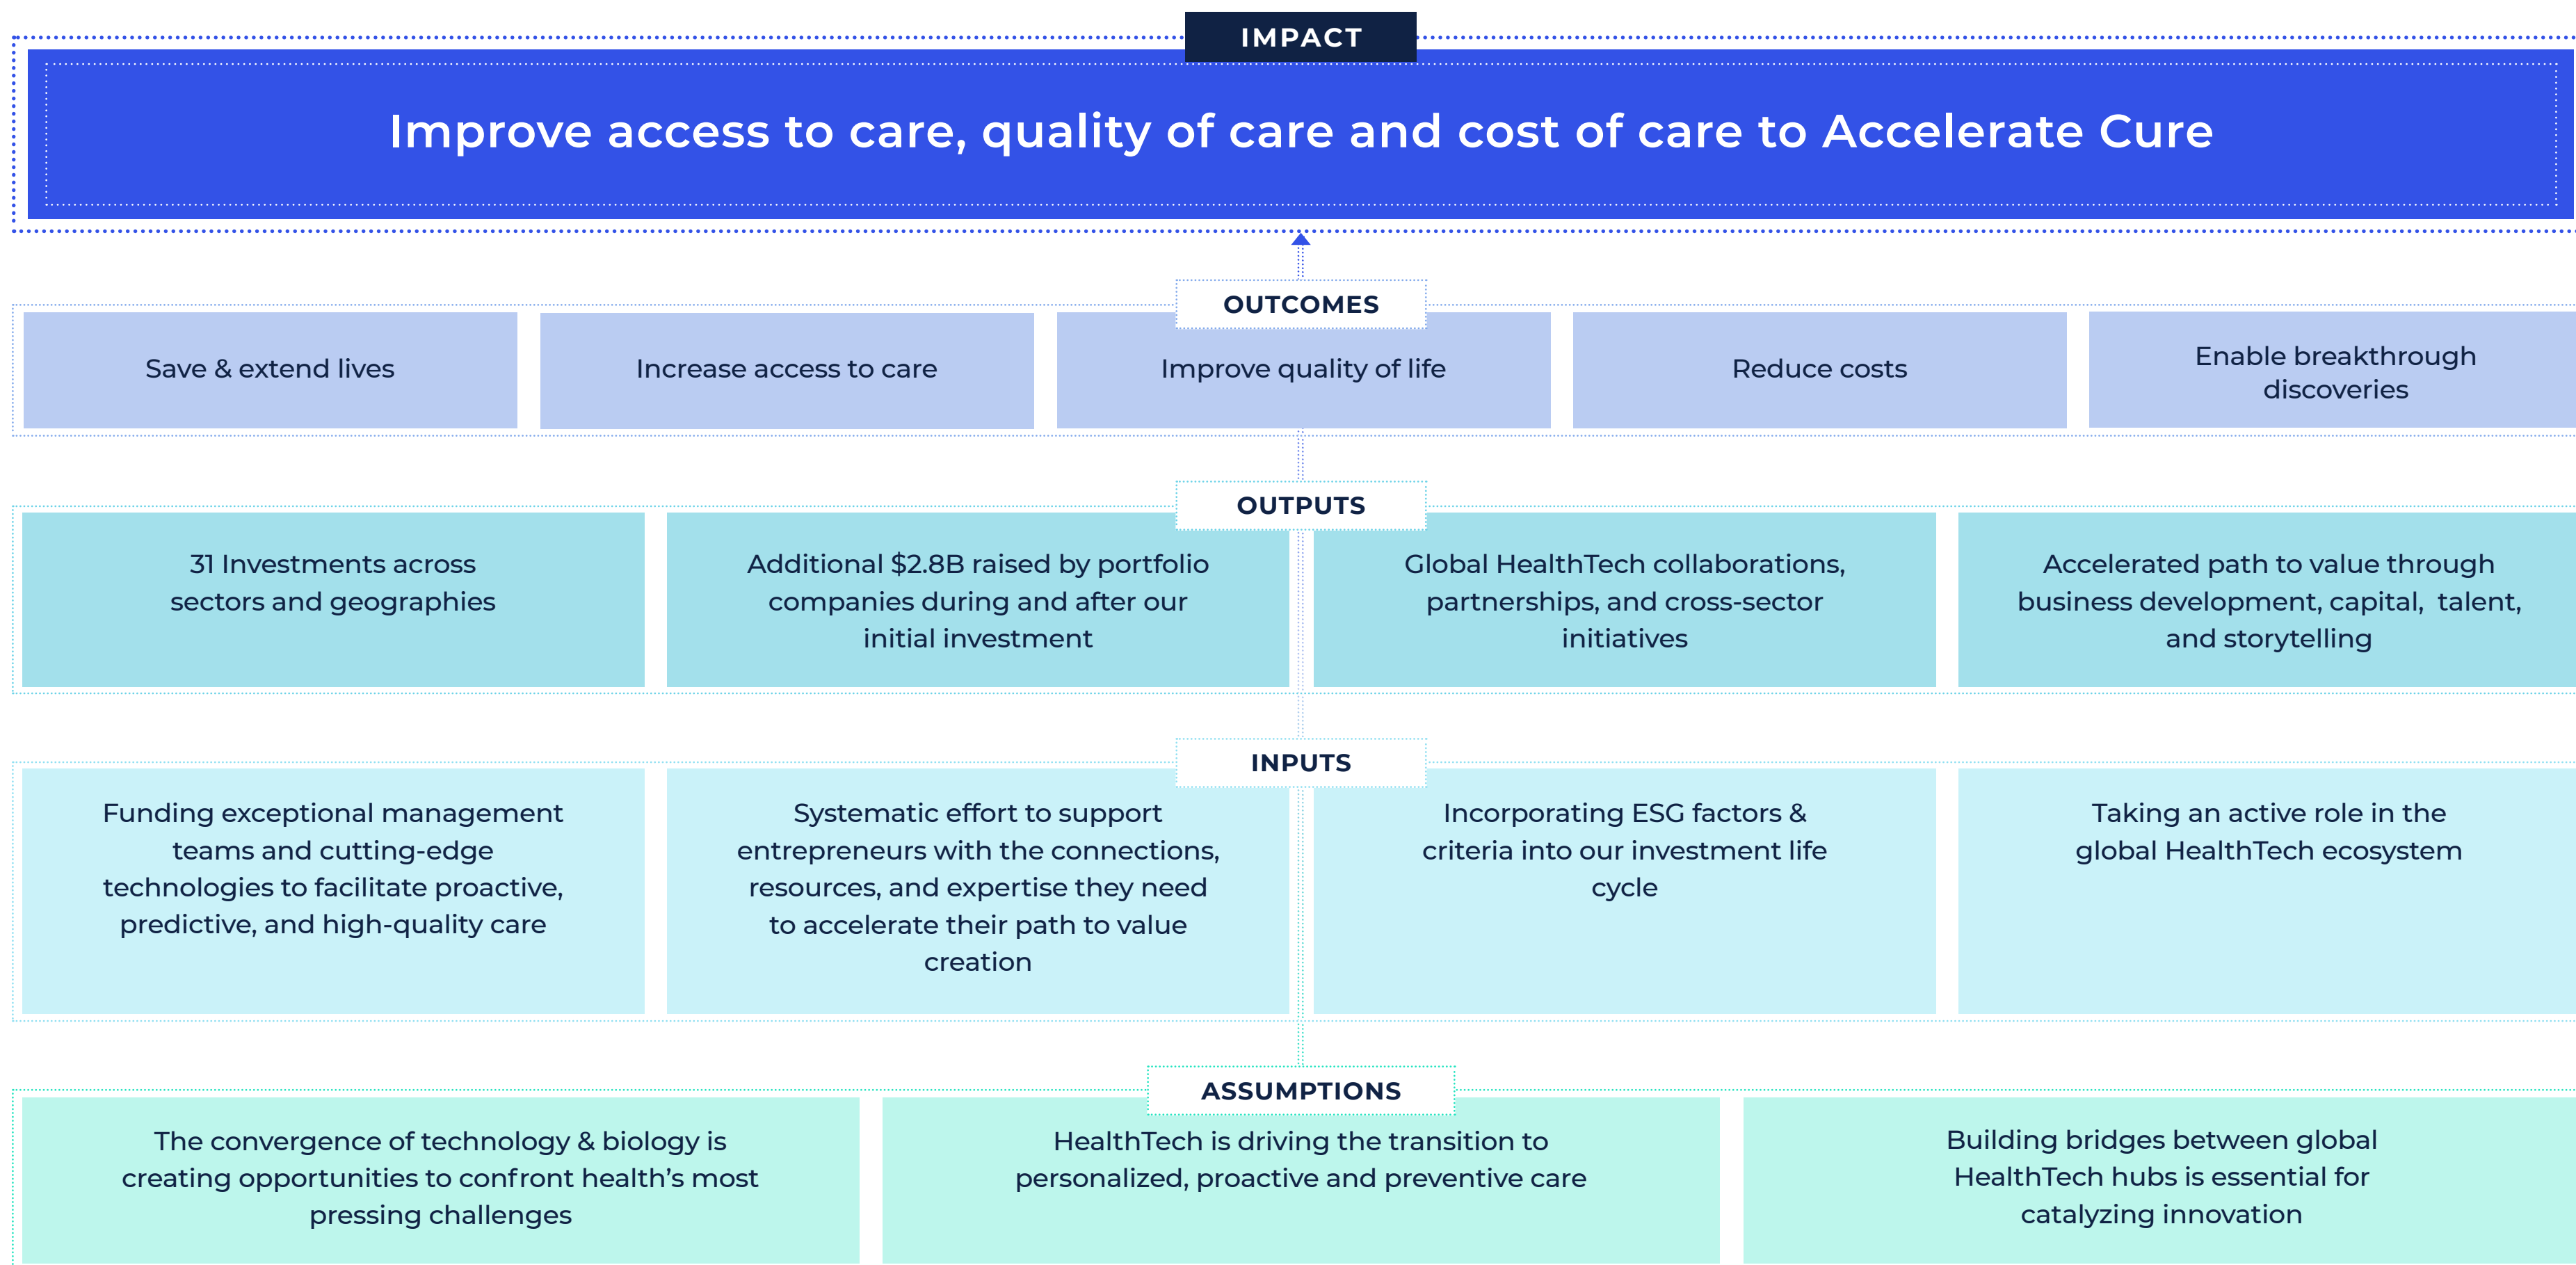 IMPACT
Improve access to care, quality of care and cost of care to Accelerate Cure
OUTCOMES
Save & extend lives
Increase access to care
Improve quality of life
Reduce costs
Enable breakthrough
discoveries
OUTPUTS
31 Investments across
sectors and geographies
Additional $2.8B raised by portfolio
companies during and after our
initial investment
Global HealthTech collaborations,
partnerships, and cross-sector
initiatives
Accelerated path to value through
business development, capital,  talent,
and storytelling
INPUTS
Funding exceptional management
teams and cutting-edge
technologies to facilitate proactive,
predictive, and high-quality care
Systematic effort to support
entrepreneurs with the connections,
resources, and expertise they need
to accelerate their path to value
creation
Incorporating ESG factors &
criteria into our investment life
cycle
Taking an active role in the
global HealthTech ecosystem
ASSUMPTIONS
The convergence of technology & biology is
creating opportunities to confront health’s most
pressing challenges
HealthTech is driving the transition to
personalized, proactive and preventive care
Building bridges between global
HealthTech hubs is essential for
catalyzing innovation